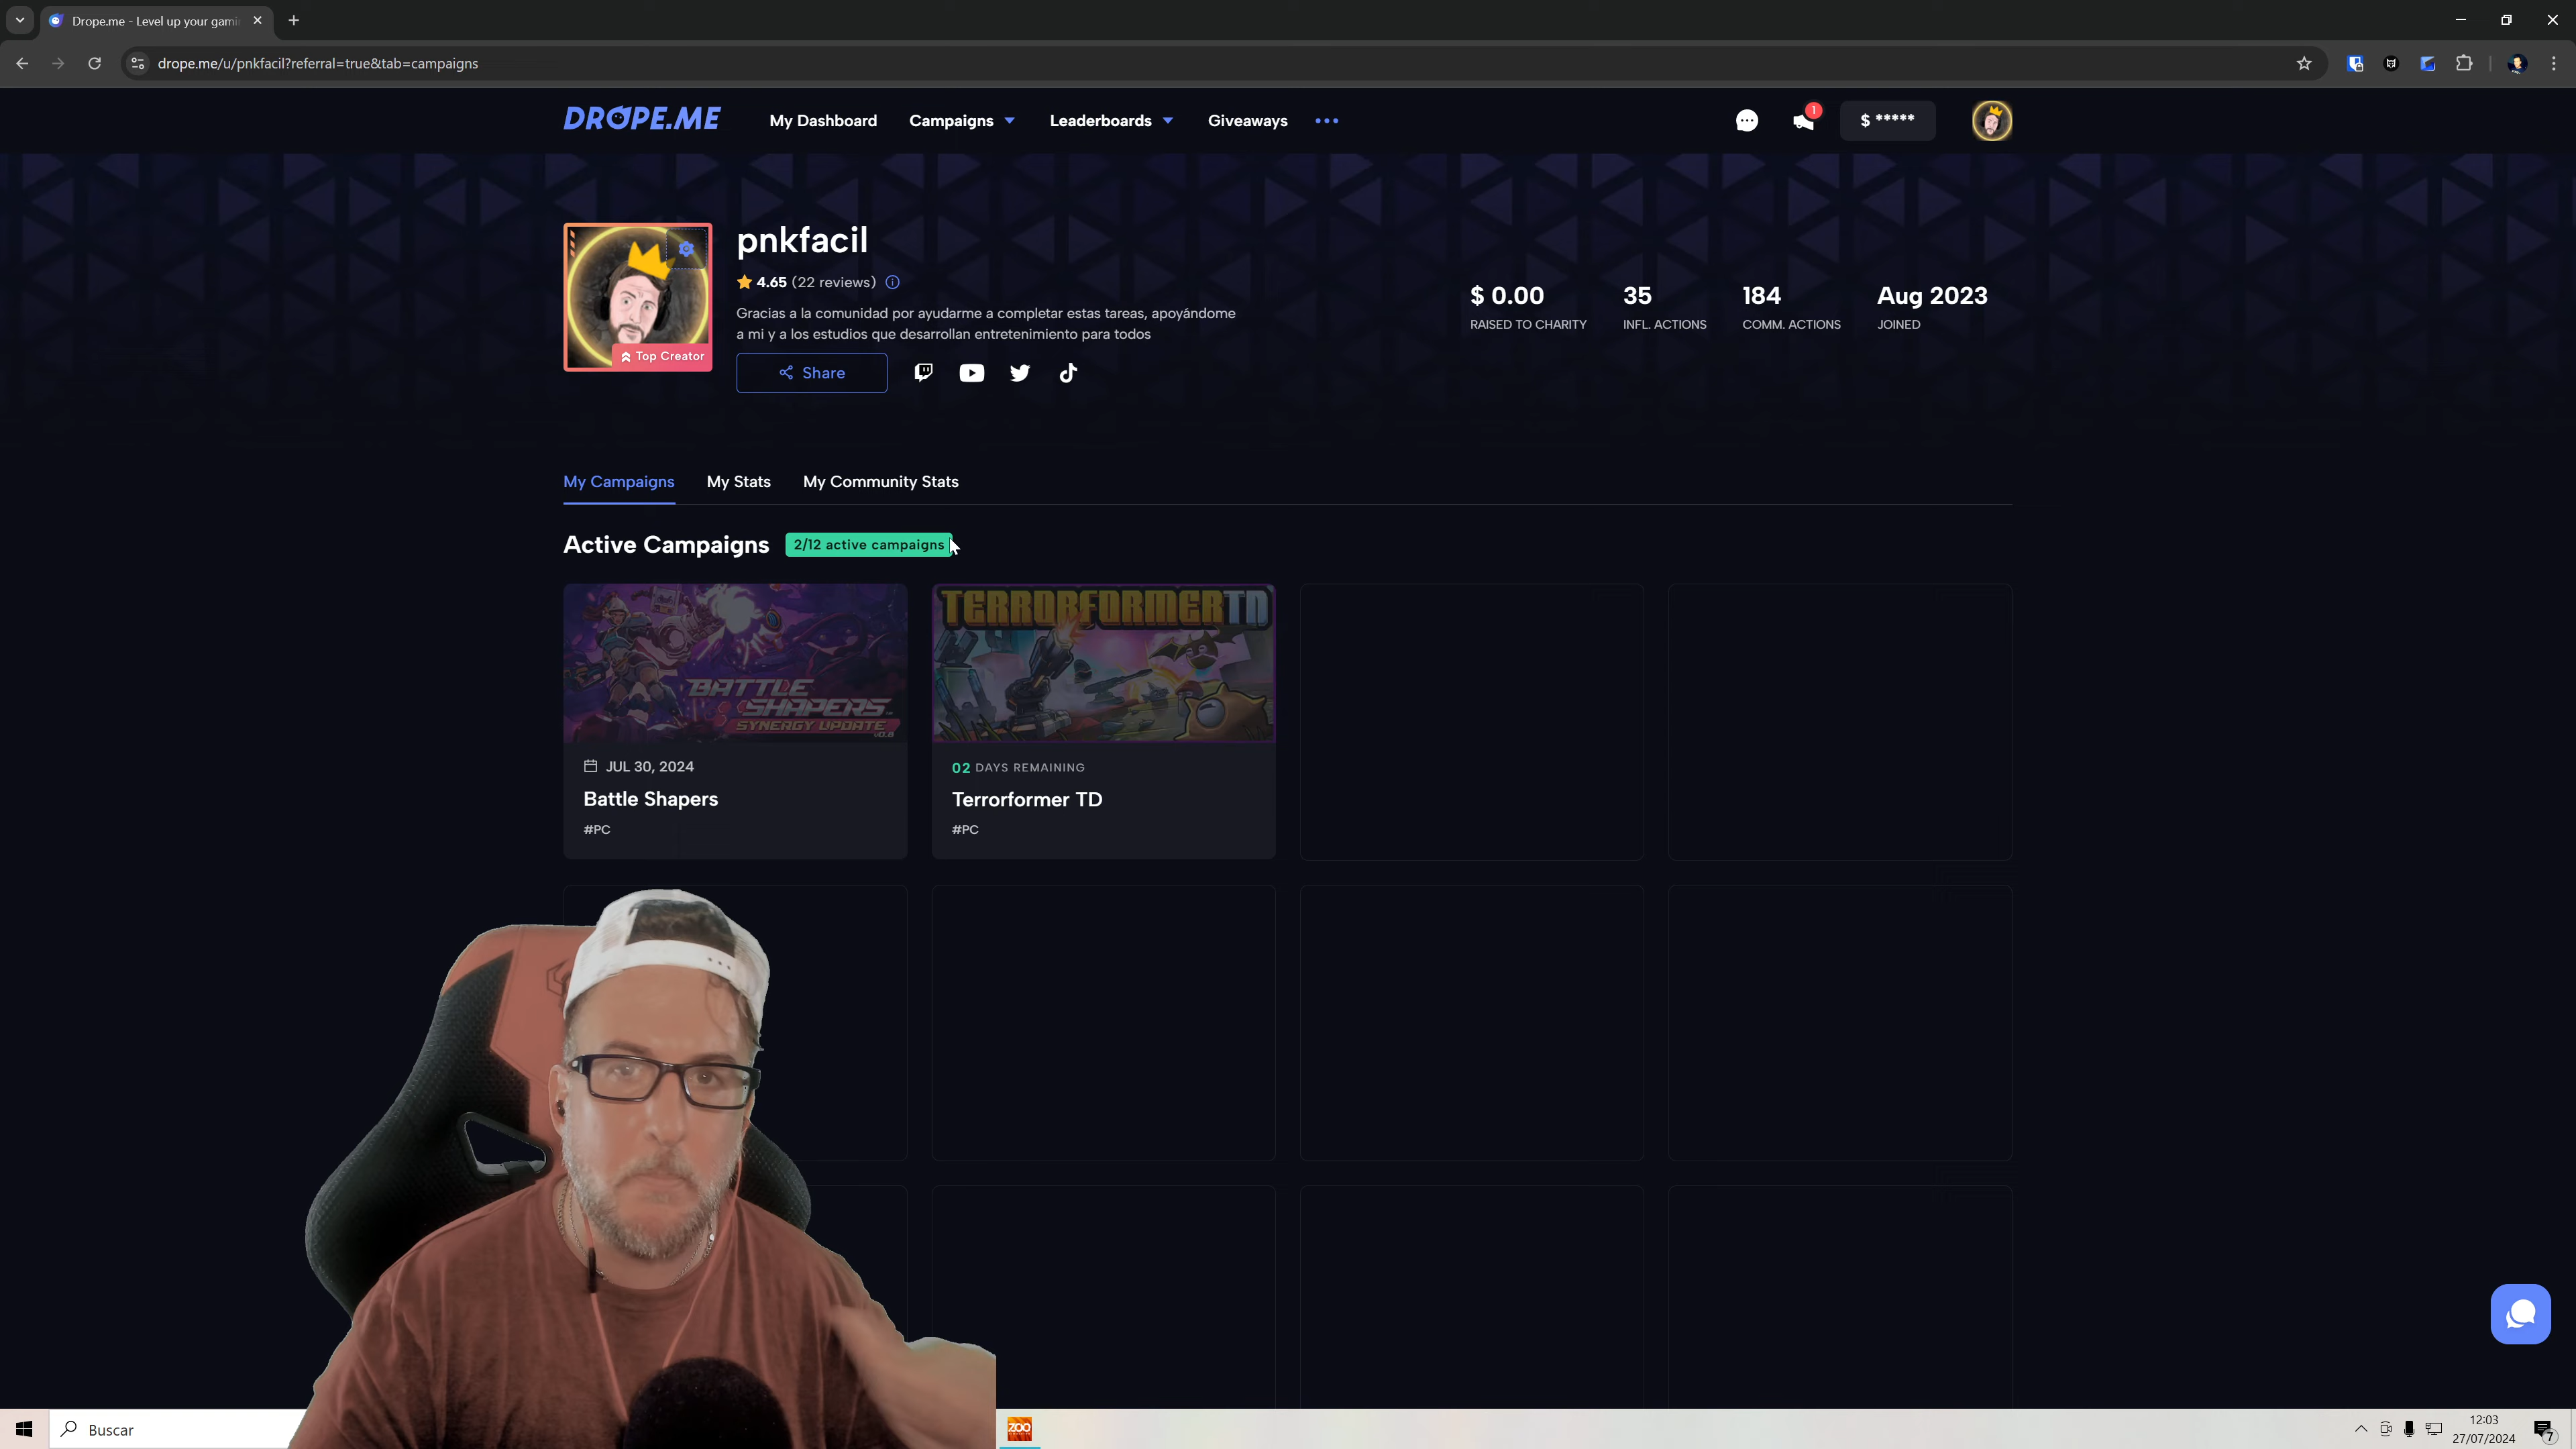 Drope.me - Level up your gami
drope.me/u/pnkfacil?referral=true&tab=campaigns
DROPE.ME
My Dashboard
Campaigns
Leaderboards
Giveaways
1
$ *****
pnkfacil
4.65 (22 reviews)
Gracias a la comunidad por ayudarme a completar estas tareas, apoyándome
a mi y a los estudios que desarrollan entretenimiento para todos
Top Creator
Share
$ 0.00
RAISED TO CHARITY
35
INFL. ACTIONS
184
COMM. ACTIONS
Aug 2023
JOINED
My Campaigns
My Stats
My Community Stats
Active Campaigns
2/12 active campaigns
BATTLE
SHAPERS
SYNERGY UPDATE
v0.8
JUL 30, 2024
Battle Shapers
#PC
TERRORFORMER TD
02 DAYS REMAINING
Terrorformer TD
#PC
Buscar
ZOO
12:03
27/07/2024
7